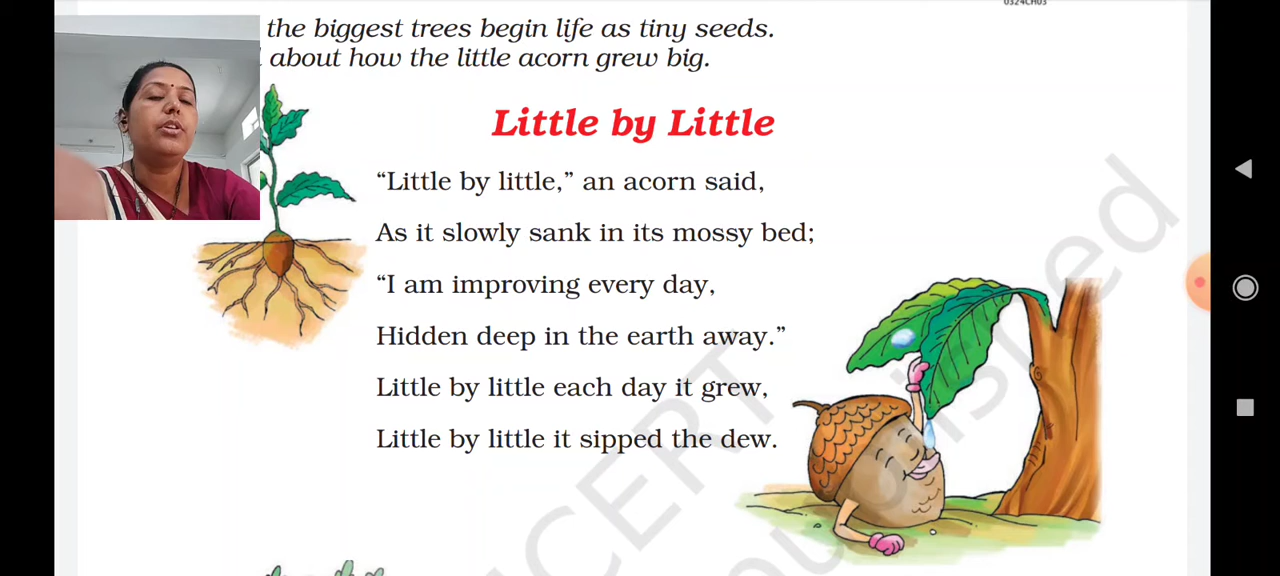 0324CH03
the biggest trees begin life as tiny seeds.
about how the little acorn grew big.
Little by Little
“Little by little,” an acorn said,
As it slowly sank in its mossy bed;
“I am improving every day,
Hidden deep in the earth away.”
Little by little each day it grew,
Little by little it sipped the dew.